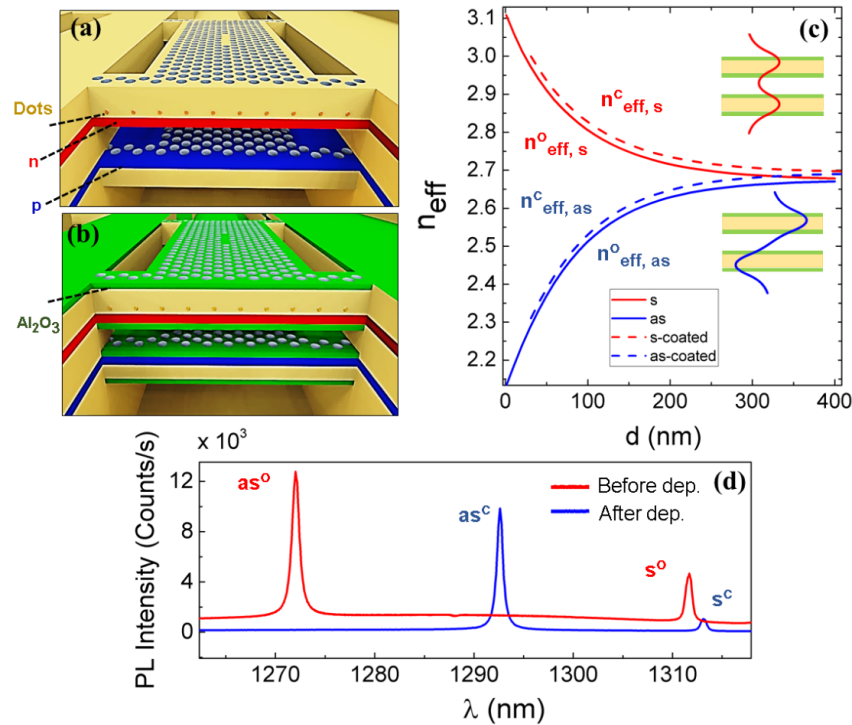 (a)
Dots
n
p
(b)
Al₂O₃
(c)
n_eff
3.1
3.0
2.9
2.8
2.7
2.6
2.5
2.4
2.3
2.2
nᶜeff, s
nᴼeff, s
nᶜeff, as
nᴼeff, as
s
as
s-coated
as-coated
0 100 200 300 400
d (nm)
x 10³
(d)
PL Intensity (Counts/s)
12
8
4
0
asᴼ
asᶜ
sᴼ
sᶜ
Before dep.
After dep.
1270 1280 1290 1300 1310
λ (nm)